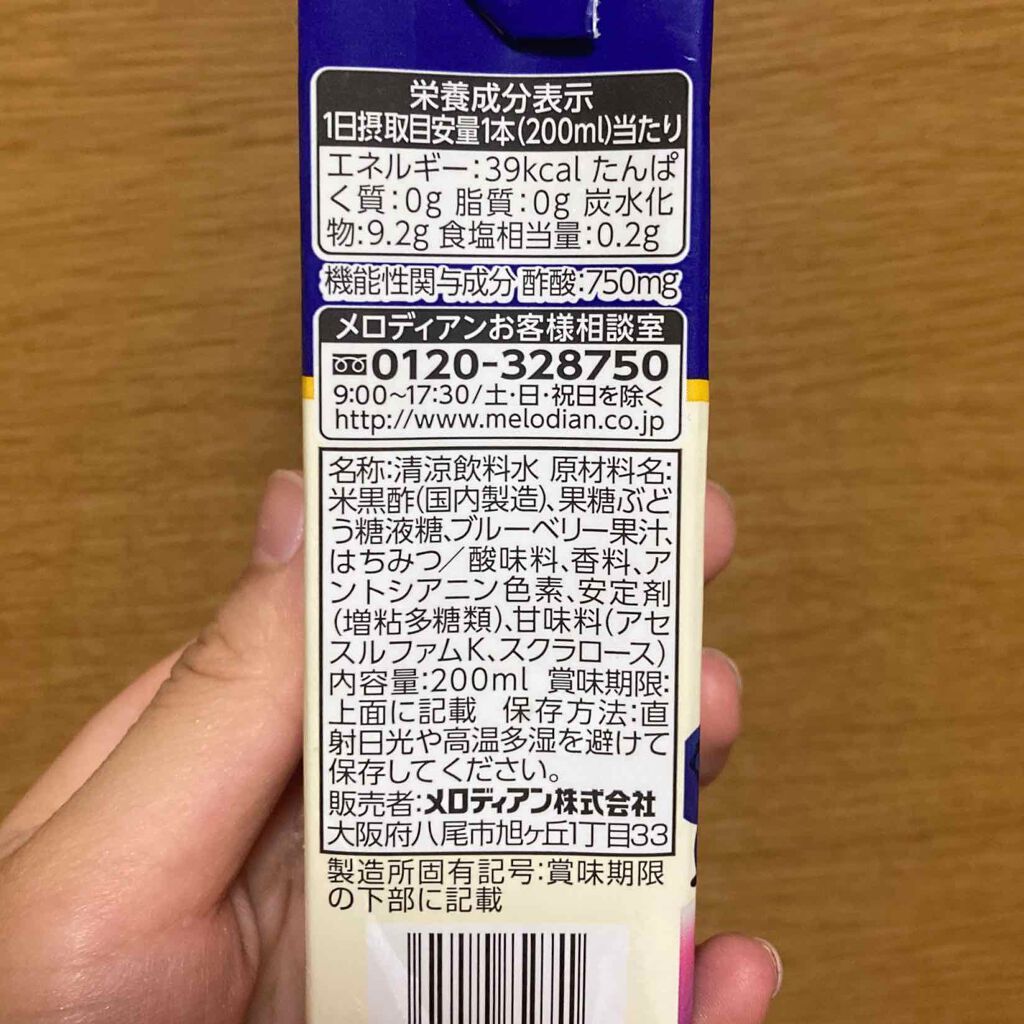 栄養成分表示
1日摂取目安量1本(200ml)当たり
エネルギー:39kcal たんぱ
く質:0g 脂質:0g 炭水化
物:9.2g 食塩相当量:0.2g
機能性関与成分 酢酸:750mg
メロディアンお客様相談室
0120-328750
9:00~17:30/土・日・祝日を除く
http://www.melodian.co.jp
名称:清涼飲料水 原材料名:
米黒酢(国内製造)、果糖ぶど
う糖液糖、ブルーベリー果汁、
はちみつ/酸味料、香料、ア
ントシアニン色素、安定剤
(増粘多糖類)、甘味料(アセ
スルファムK、スクラロース)
内容量:200ml 賞味期限:
上面に記載 保存方法:直
射日光や高温多湿を避けて
保存してください。
販売者:メロディアン株式会社
大阪府八尾市旭ヶ丘1丁目33
製造所固有記号:賞味期限
の下部に記載